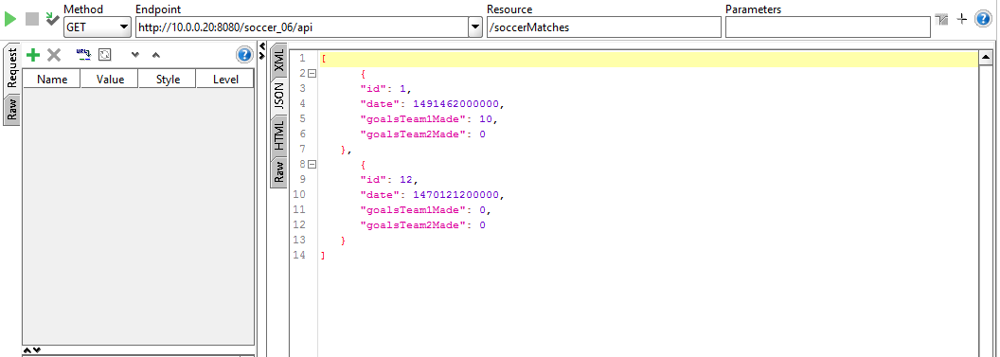 Method Endpoint Resource Parameters
GET http://10.0.0.20:8080/soccer_06/api /soccerMatches
Request
Raw
Name Value Style Level
XML
JSON
HTML
Raw
1 [
2 {
3 "id": 1,
4 "date": 1491462000000,
5 "goalsTeam1Made": 10,
6 "goalsTeam2Made": 0
7 },
8 {
9 "id": 12,
10 "date": 1470121200000,
11 "goalsTeam1Made": 0,
12 "goalsTeam2Made": 0
13 }
14 ]